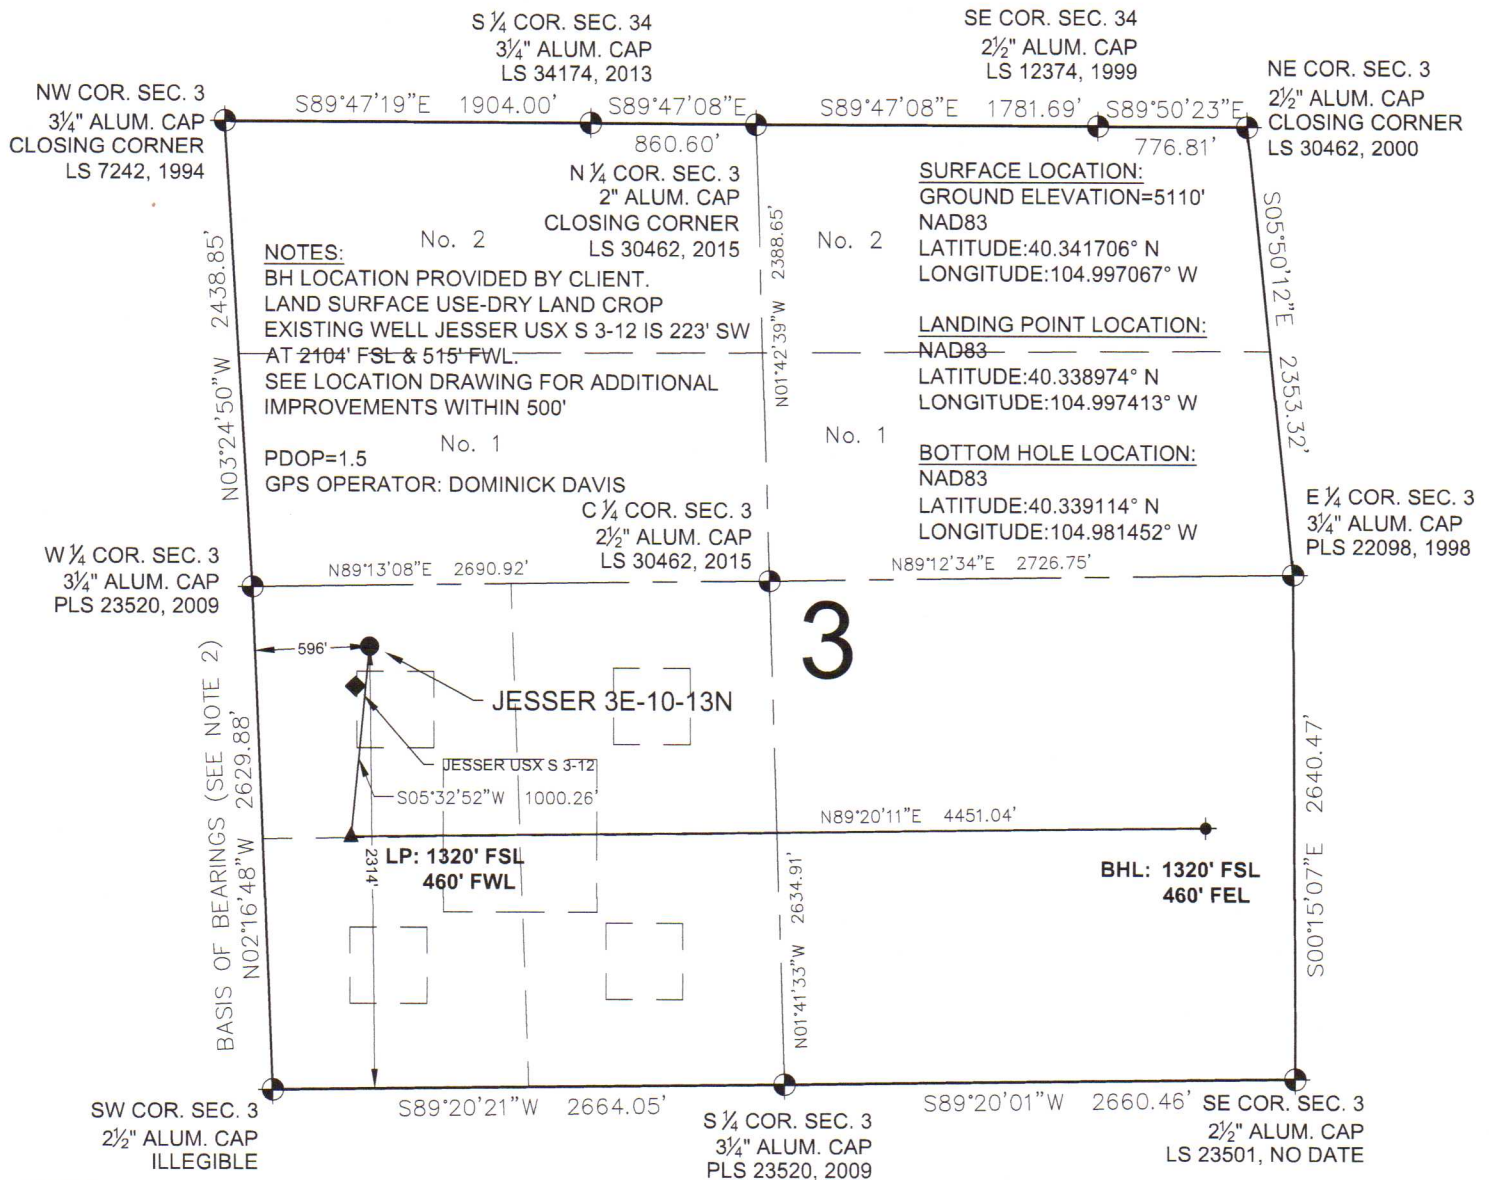 S ¼ COR. SEC. 34
3¼" ALUM. CAP
LS 34174, 2013
SE COR. SEC. 34
2½" ALUM. CAP
LS 12374, 1999
NW COR. SEC. 3
3¼" ALUM. CAP
CLOSING CORNER
LS 7242, 1994
NE COR. SEC. 3
2½" ALUM. CAP
CLOSING CORNER
LS 30462, 2000
S89°47'19"E 1904.00'
S89°47'08"E
860.60'
S89°47'08"E 1781.69'
S89°50'23"E
776.81'
N ¼ COR. SEC. 3
2" ALUM. CAP
CLOSING CORNER
LS 30462, 2015
No. 2
NOTES:
BH LOCATION PROVIDED BY CLIENT.
LAND SURFACE USE-DRY LAND CROP
EXISTING WELL JESSER USX S 3-12 IS 223' SW
AT 2104' FSL & 515' FWL.
SEE LOCATION DRAWING FOR ADDITIONAL
IMPROVEMENTS WITHIN 500'
No. 1
PDOP=1.5
GPS OPERATOR: DOMINICK DAVIS
N03°24'50"W 2438.85'
N01°42'39"W 2388.65'
No. 2
No. 1
SURFACE LOCATION:
GROUND ELEVATION=5110'
NAD83
LATITUDE:40.341706° N
LONGITUDE:104.997067° W
LANDING POINT LOCATION:
NAD83
LATITUDE:40.338974° N
LONGITUDE:104.997413° W
BOTTOM HOLE LOCATION:
NAD83
LATITUDE:40.339114° N
LONGITUDE:104.981452° W
S05°50'12"E 2353.32'
C ¼ COR. SEC. 3
2½" ALUM. CAP
LS 30462, 2015
W ¼ COR. SEC. 3
3¼" ALUM. CAP
PLS 23520, 2009
E ¼ COR. SEC. 3
3¼" ALUM. CAP
PLS 22098, 1998
N89°13'08"E 2690.92'
N89°12'34"E 2726.75'
3
596'
JESSER 3E-10-13N
JESSER USX S 3-12
S05°32'52"W 1000.26'
N89°20'11"E 4451.04'
LP: 1320' FSL
460' FWL
2314'
BHL: 1320' FSL
460' FEL
BASIS OF BEARINGS (SEE NOTE 2)
N02°16'48"W 2629.88'
N01°41'33"W 2634.91'
S00°15'07"E 2640.47'
SW COR. SEC. 3
2½" ALUM. CAP
ILLEGIBLE
S89°20'21"W 2664.05'
S ¼ COR. SEC. 3
3¼" ALUM. CAP
PLS 23520, 2009
S89°20'01"W 2660.46'
SE COR. SEC. 3
2½" ALUM. CAP
LS 23501, NO DATE